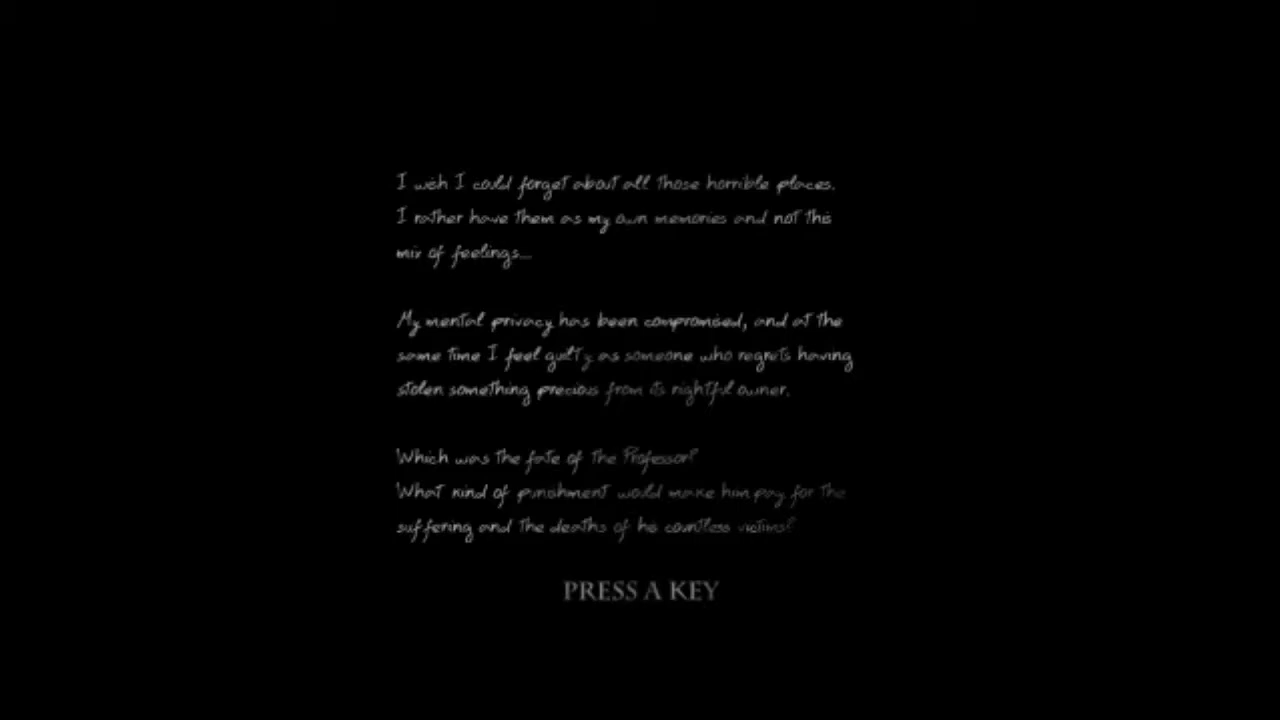 I wish I could forget about all those horrible places.
I rather have them as my own memories and not this
mix of feelings...
My mental privacy has been compromised, and at the
same time I feel guilty as someone who regrets having
stolen something precious from its rightful owner.
Which was the fate of the Professor?
What kind of punishment would make him pay for the
suffering and the deaths of his countless victims?
PRESS A KEY